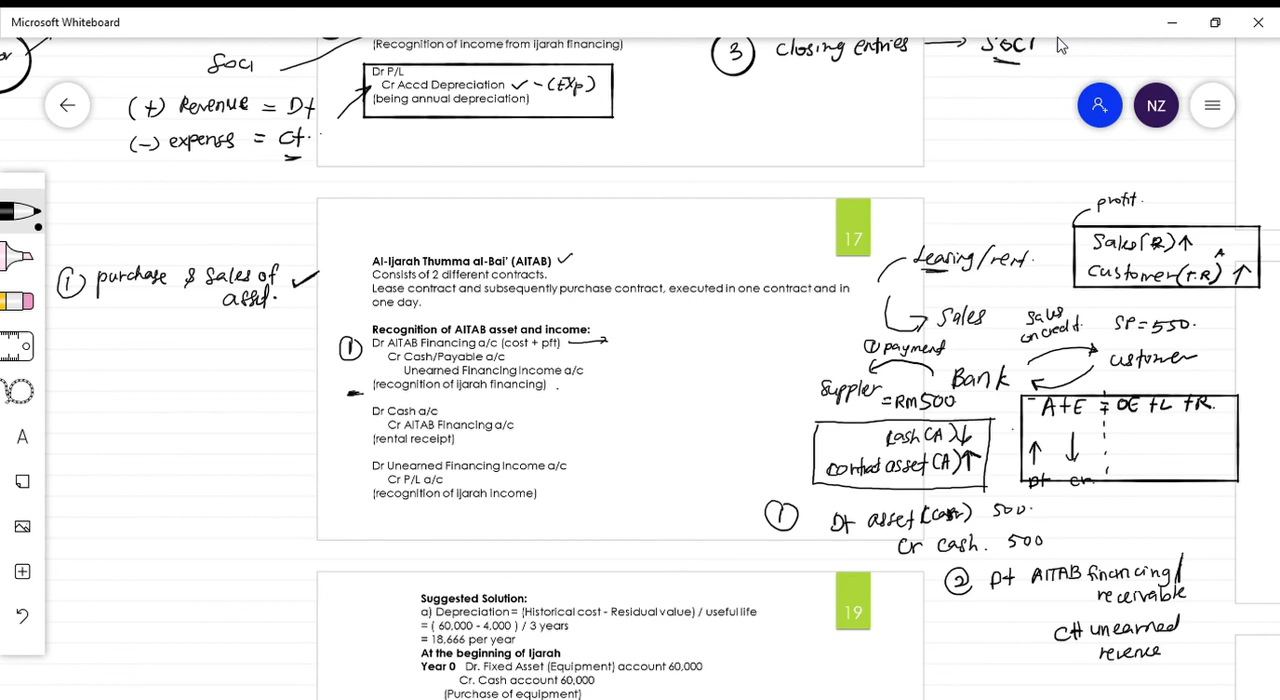 Microsoft Whiteboard
(Recognition of income from ijarah financing)
Dr P/L
Cr Accd Depreciation ✓ - (Exp)
(being annual depreciation)
3 closing entries → SOCI
SOCI
(+) Revenue = Dt
(-) expense = Ct.
NZ
17
Al-Ijarah Thumma al-Bai' (AITAB) ✓
Consists of 2 different contracts.
Lease contract and subsequently purchase contract, executed in one contract and in
one day.
Recognition of AITAB asset and income:
Dr AITAB Financing a/c (cost + pft)
Cr Cash/Payable a/c
Unearned Financing Income a/c
(recognition of ijarah financing)
Dr Cash a/c
Cr AITAB Financing a/c
(rental receipt)
Dr Unearned Financing Income a/c
Cr P/L a/c
(recognition of ijarah income)
1 purchase & sales of
asset. ✓
1
Leasing/rent.
Sales
profit.
Sales (R) ↑
A
Customer (T.R) ↑
Sales
on credit.
SP = 550.
customer
payment
Bank
Supplier
= RM500
Cash (A) ↓
contract asset (A) ↑
A + E = OE + L + R.
↑ ↓
Dt cr
1 Dt asset (car) 500.
Cr cash. 500
2 Dt AITAB financing/
receivable
Ct unearned
revenue
19
Suggested Solution:
a) Depreciation = (Historical cost - Residual value) / useful life
= ( 60,000 - 4,000 ) / 3 years
= 18,666 per year
At the beginning of Ijarah
Year 0 Dr. Fixed Asset (Equipment) account 60,000
Cr. Cash account 60,000
(Purchase of equipment)
A